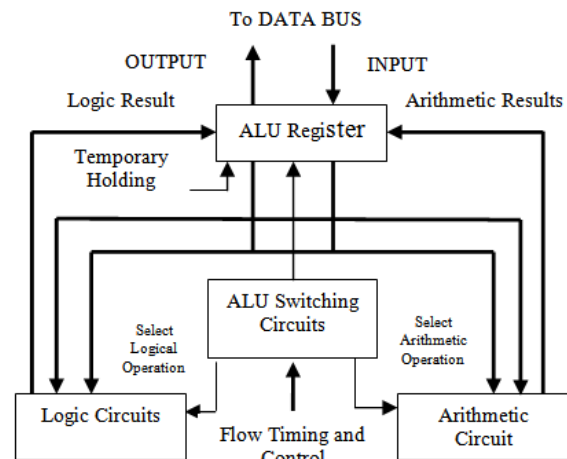 To DATA BUS
OUTPUT
INPUT
Logic Result
Arithmetic Results
ALU Register
Temporary
Holding
ALU Switching
Circuits
Select
Logical
Operation
Select
Arithmetic
Operation
Logic Circuits
Flow Timing and
Control
Arithmetic
Circuit